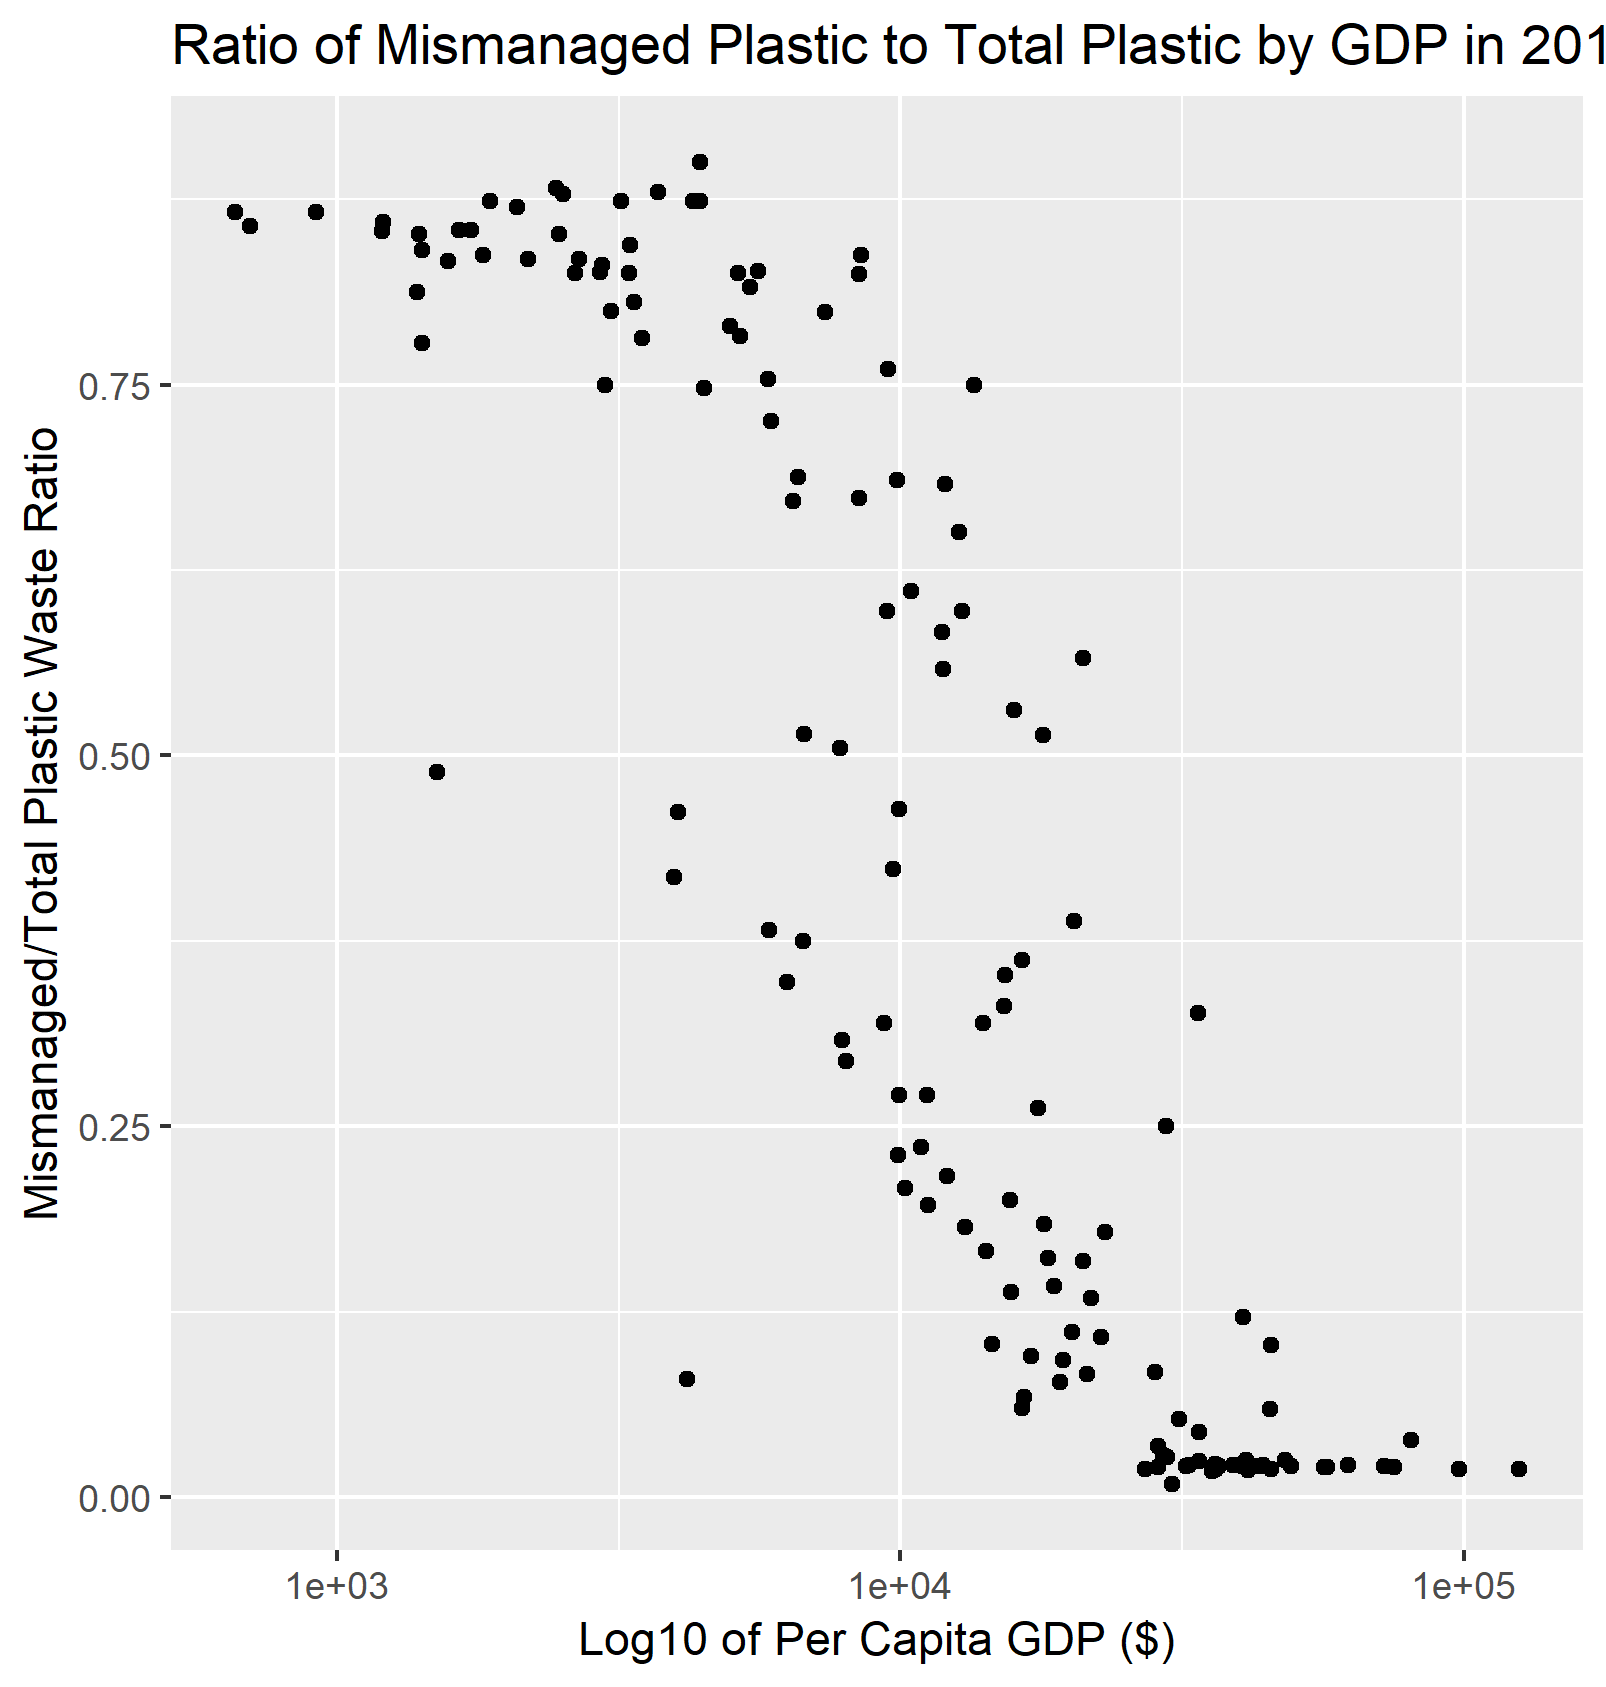 Ratio of Mismanaged Plastic to Total Plastic by GDP in 201
Mismanaged/Total Plastic Waste Ratio
0.75
0.50
0.25
0.00
1e+03 1e+04 1e+05
Log10 of Per Capita GDP ($)